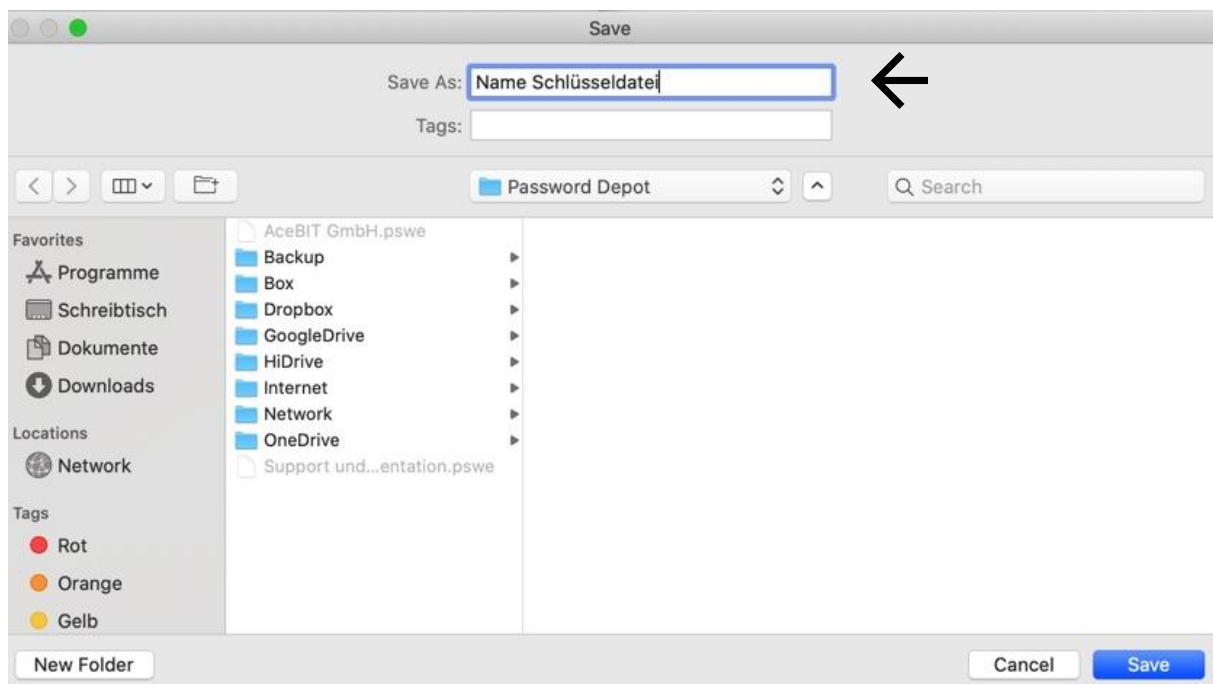 Save
Save As: Name Schlüsseldatei
Tags:
Password Depot
Search
Favorites
Programme
Schreibtisch
Dokumente
Downloads
Locations
Network
Tags
Rot
Orange
Gelb
AceBIT GmbH.pswe
Backup
Box
Dropbox
GoogleDrive
HiDrive
Internet
Network
OneDrive
Support und...entation.pswe
New Folder
Cancel
Save